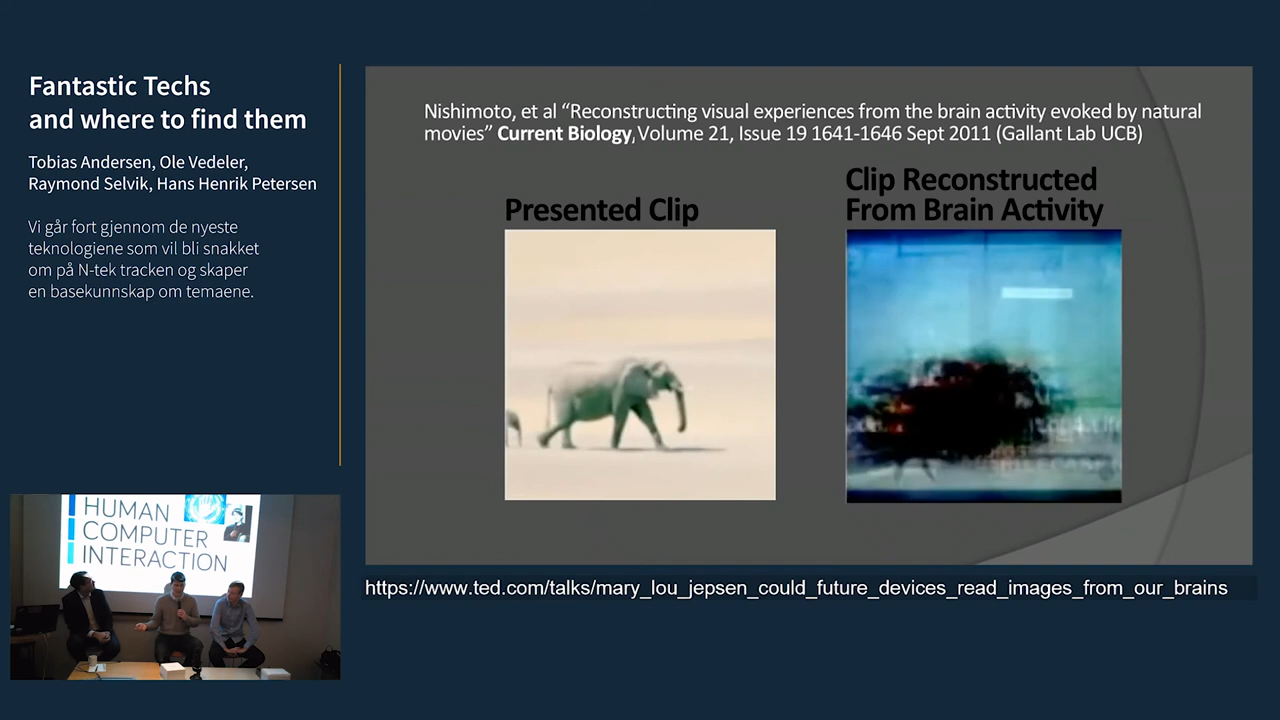 Fantastic Techs
and where to find them
Tobias Andersen, Ole Vedeler,
Raymond Selvik, Hans Henrik Petersen
Vi går fort gjennom de nyeste
teknologiene som vil bli snakket
om på N-tek tracken og skaper
en basekunnskap om temaene.
Nishimoto, et al “Reconstructing visual experiences from the brain activity evoked by natural
movies” Current Biology, Volume 21, Issue 19 1641-1646 Sept 2011 (Gallant Lab UCB)
Presented Clip
Clip Reconstructed
From Brain Activity
https://www.ted.com/talks/mary_lou_jepsen_could_future_devices_read_images_from_our_brains
HUMAN
COMPUTER
INTERACTION